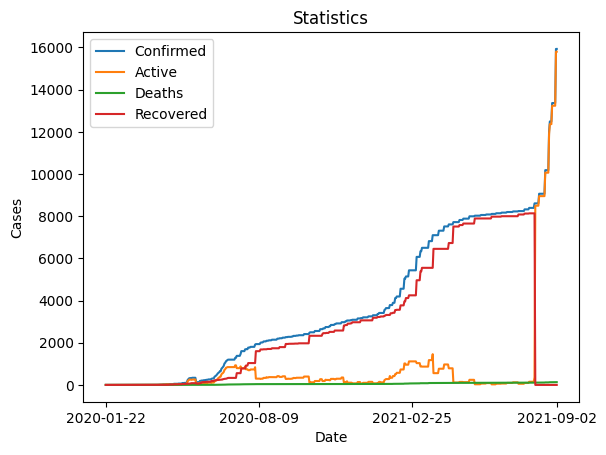 Statistics
Confirmed
Active
Deaths
Recovered
16000
14000
12000
10000
8000
6000
4000
2000
0
Cases
2020-01-22
2020-08-09
2021-02-25
2021-09-02
Date